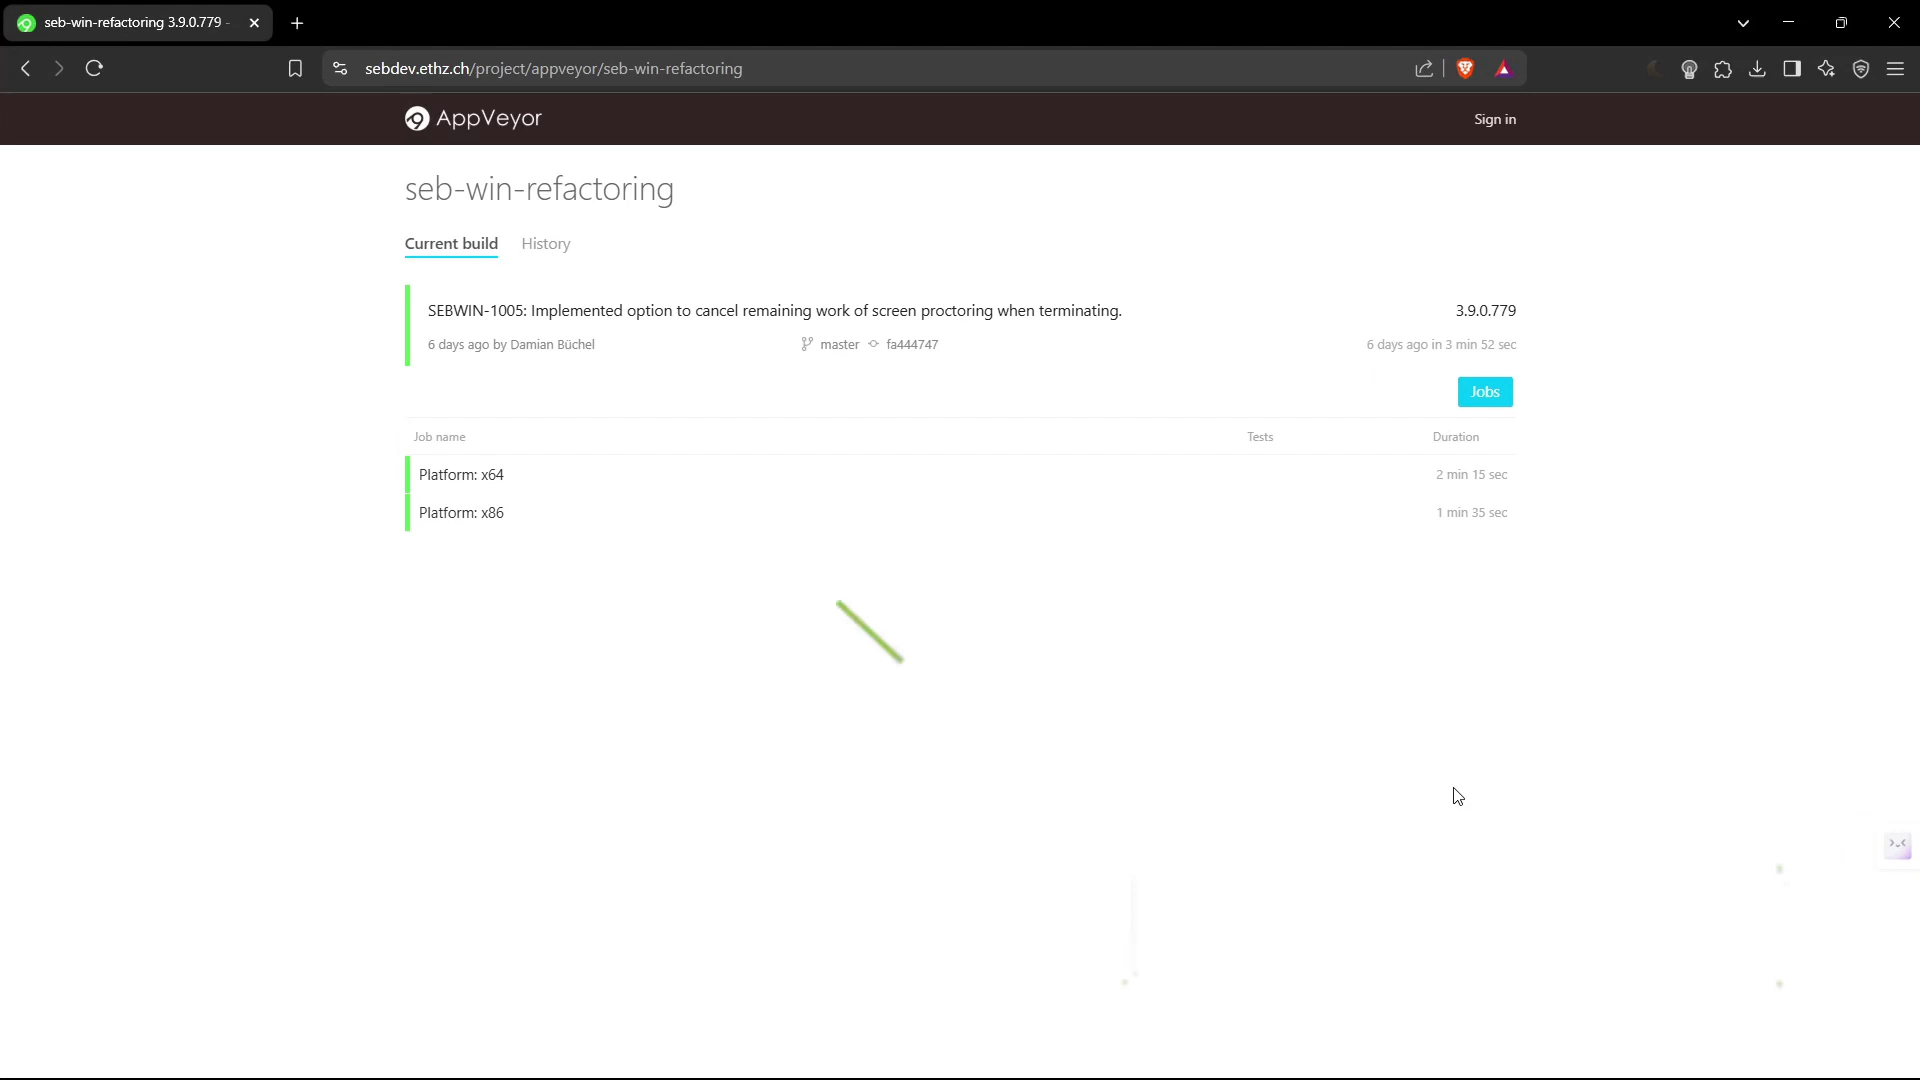 seb-win-refactoring 3.9.0.779 -
sebdev.ethz.ch/project/appveyor/seb-win-refactoring
AppVeyor
Sign in
seb-win-refactoring
Current build History
SEBWIN-1005: Implemented option to cancel remaining work of screen proctoring when terminating. 3.9.0.779
6 days ago by Damian Büchel master fa444747 6 days ago in 3 min 52 sec
Jobs
Job name Tests Duration
Platform: x64 2 min 15 sec
Platform: x86 1 min 35 sec